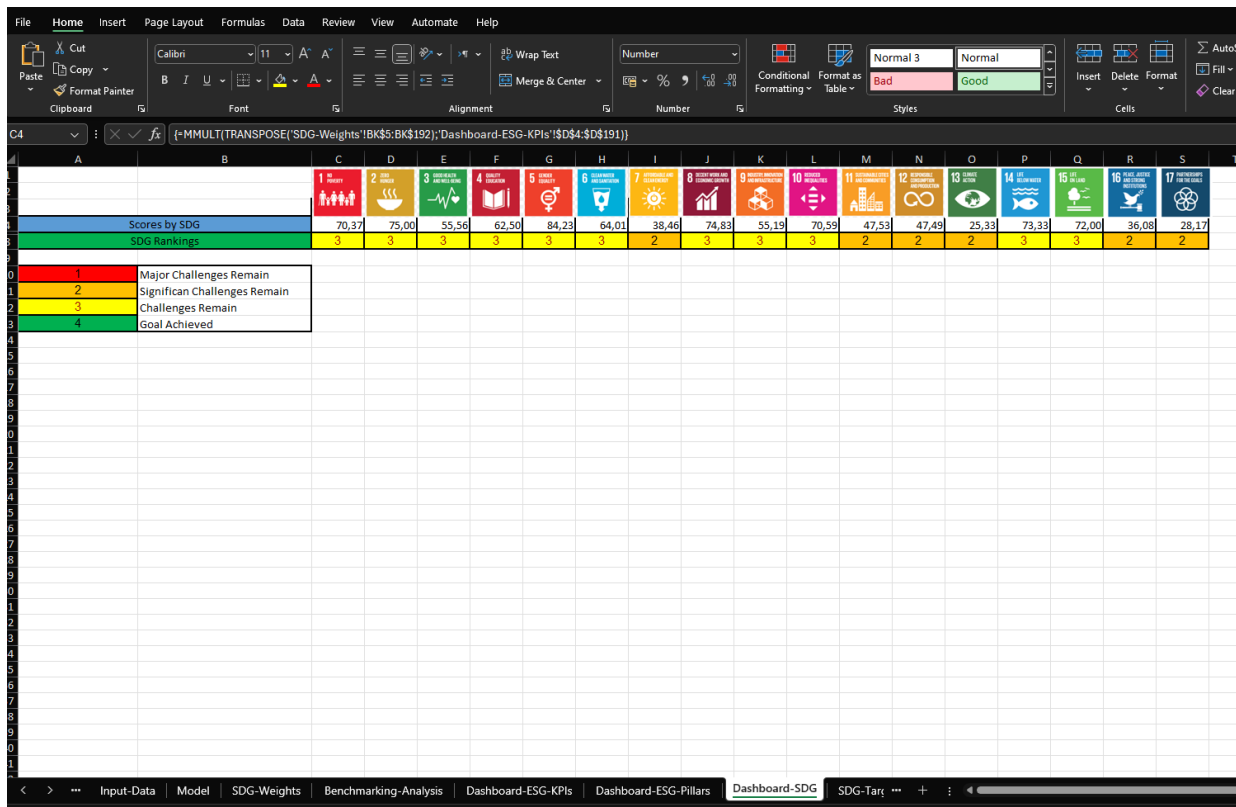 File Home Insert Page Layout Formulas Data Review View Automate Help
Cut
Copy
Format Painter
Paste
Clipboard
Calibri 11
B I U
Font
Wrap Text
Merge & Center
Alignment
Number
%
Number
Conditional Formatting
Format as Table
Normal 3 Normal
Bad Good
Styles
Insert Delete Format
Cells
Auto
Fill
Clear
C4 fx {=MMULT(TRANSPOSE('SDG-Weights'!BK$5:BK$192);'Dashboard-ESG-KPIs'!$D$4:$D$191)}
A B C D E F G H I J K L M N O P Q R S
1 NO POVERTY
2 ZERO HUNGER
3 GOOD HEALTH AND WELL-BEING
4 QUALITY EDUCATION
5 GENDER EQUALITY
6 CLEAN WATER AND SANITATION
7 AFFORDABLE AND CLEAN ENERGY
8 DECENT WORK AND ECONOMIC GROWTH
9 INDUSTRY, INNOVATION AND INFRASTRUCTURE
10 REDUCED INEQUALITIES
11 SUSTAINABLE CITIES AND COMMUNITIES
12 RESPONSIBLE CONSUMPTION AND PRODUCTION
13 CLIMATE ACTION
14 LIFE BELOW WATER
15 LIFE ON LAND
16 PEACE, JUSTICE AND STRONG INSTITUTIONS
17 PARTNERSHIPS FOR THE GOALS
Scores by SDG 70,37 75,00 55,56 62,50 84,23 64,01 38,46 74,83 55,19 70,59 47,53 47,49 25,33 73,33 72,00 36,08 28,17
SDG Rankings 3 3 3 3 3 3 2 3 3 3 2 2 2 3 3 2 2
1 Major Challenges Remain
2 Significan Challenges Remain
3 Challenges Remain
4 Goal Achieved
Input-Data Model SDG-Weights Benchmarking-Analysis Dashboard-ESG-KPIs Dashboard-ESG-Pillars Dashboard-SDG SDG-Targ